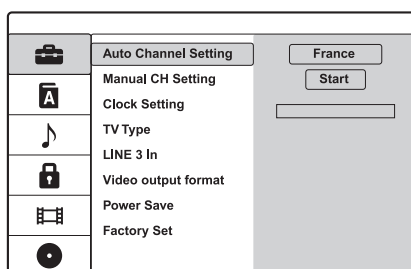 Auto Channel Setting
France
Manual CH Setting
Start
A
Clock Setting
TV Type
LINE 3 In
Video output format
Power Save
Factory Set